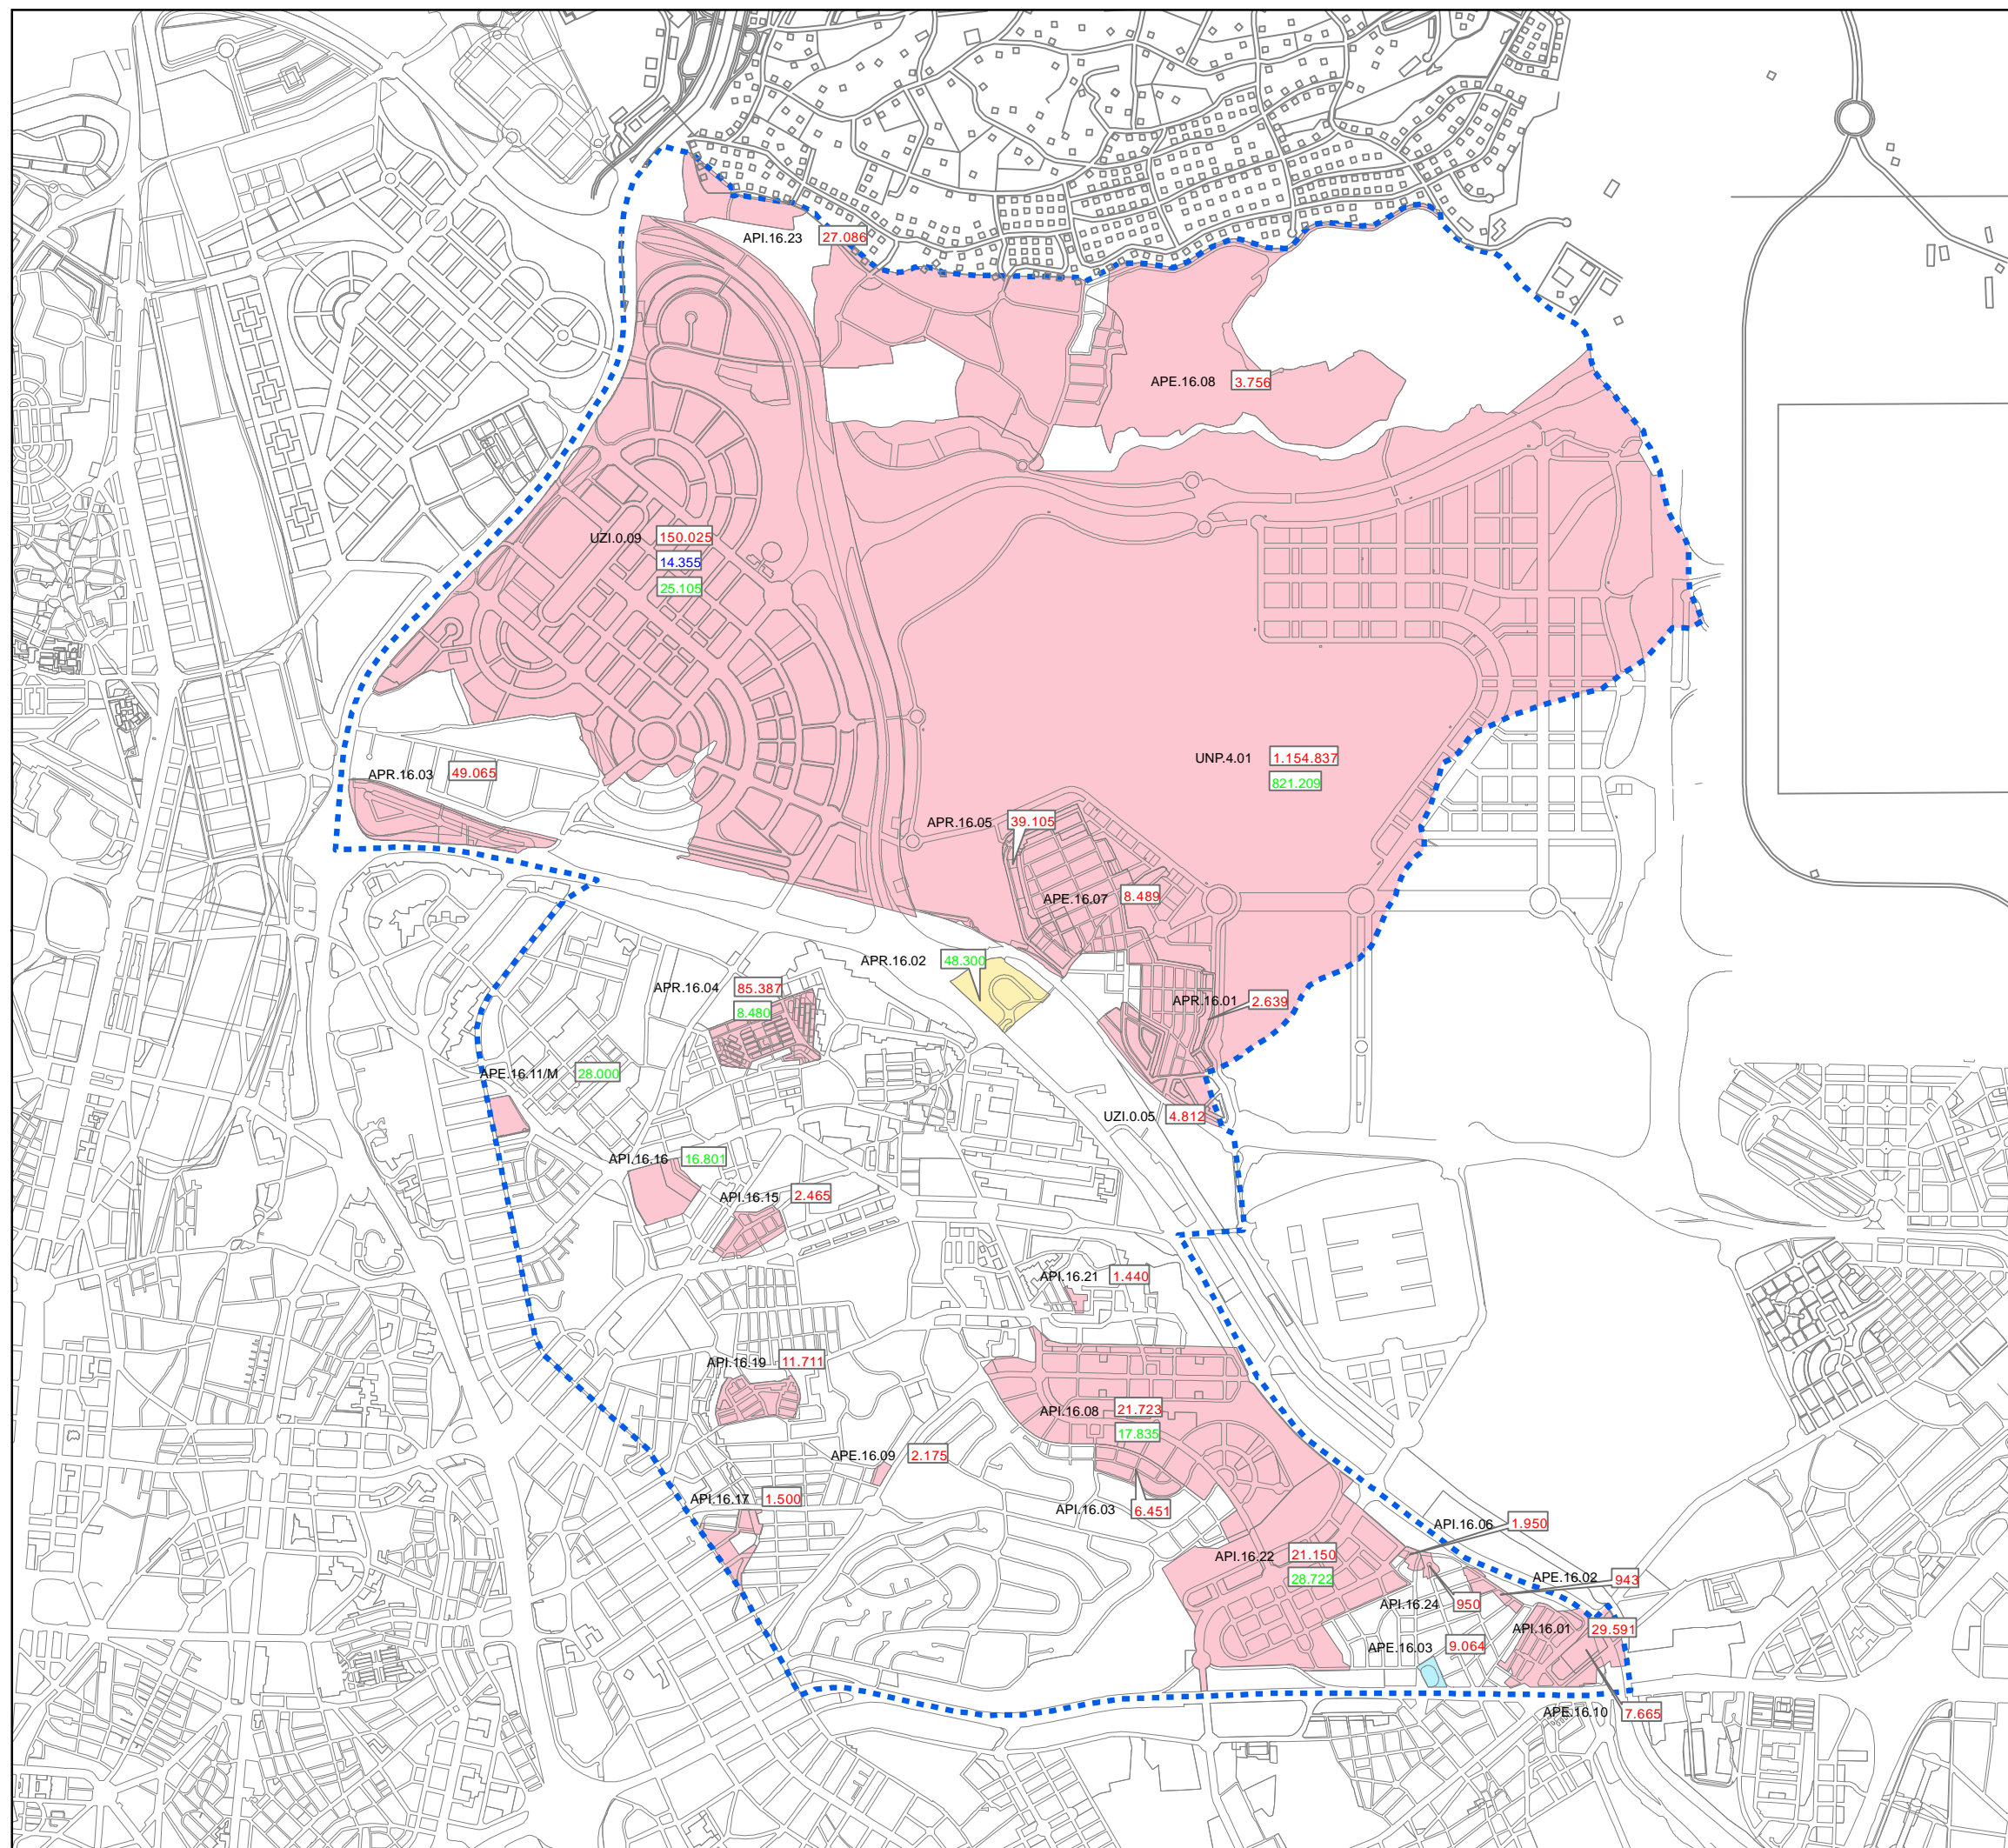 API.16.23 27.086
APE.16.08 3.756
UZI.0.09 150.025
14.355
25.105
UNP.4.01 1.154.837
821.209
APR.16.03 49.065
APR.16.05 39.105
APE.16.07 8.489
APR.16.02 48.300
APR.16.04 85.387
8.480
APR.16.01 2.639
APE.16.11/M 28.000
UZI.0.05 4.812
API.16.16 16.801
API.16.15 2.465
API.16.21 1.440
API.16.19 11.711
API.16.08 21.723
17.835
APE.16.09 2.175
API.16.17 1.500
API.16.03 6.451
API.16.06 1.950
API.16.22 21.150
28.722
APE.16.02 943
API.16.24 950
API.16.01 29.591
APE.16.03 9.064
APE.16.10 7.665